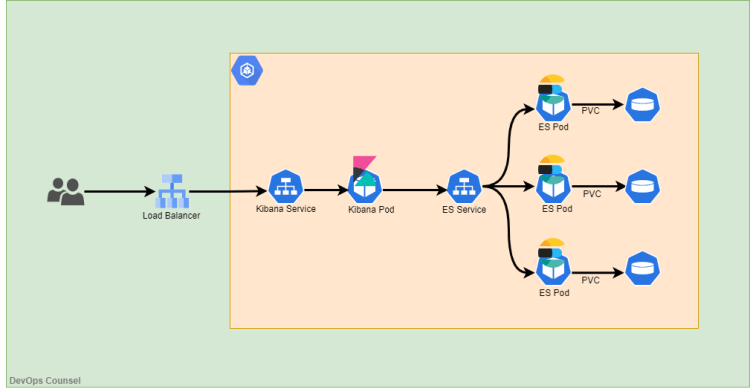 ES Pod
PVC
Load Balancer
Kibana Service
Kibana Pod
ES Service
ES Pod
PVC
ES Pod
PVC
DevOps Counsel